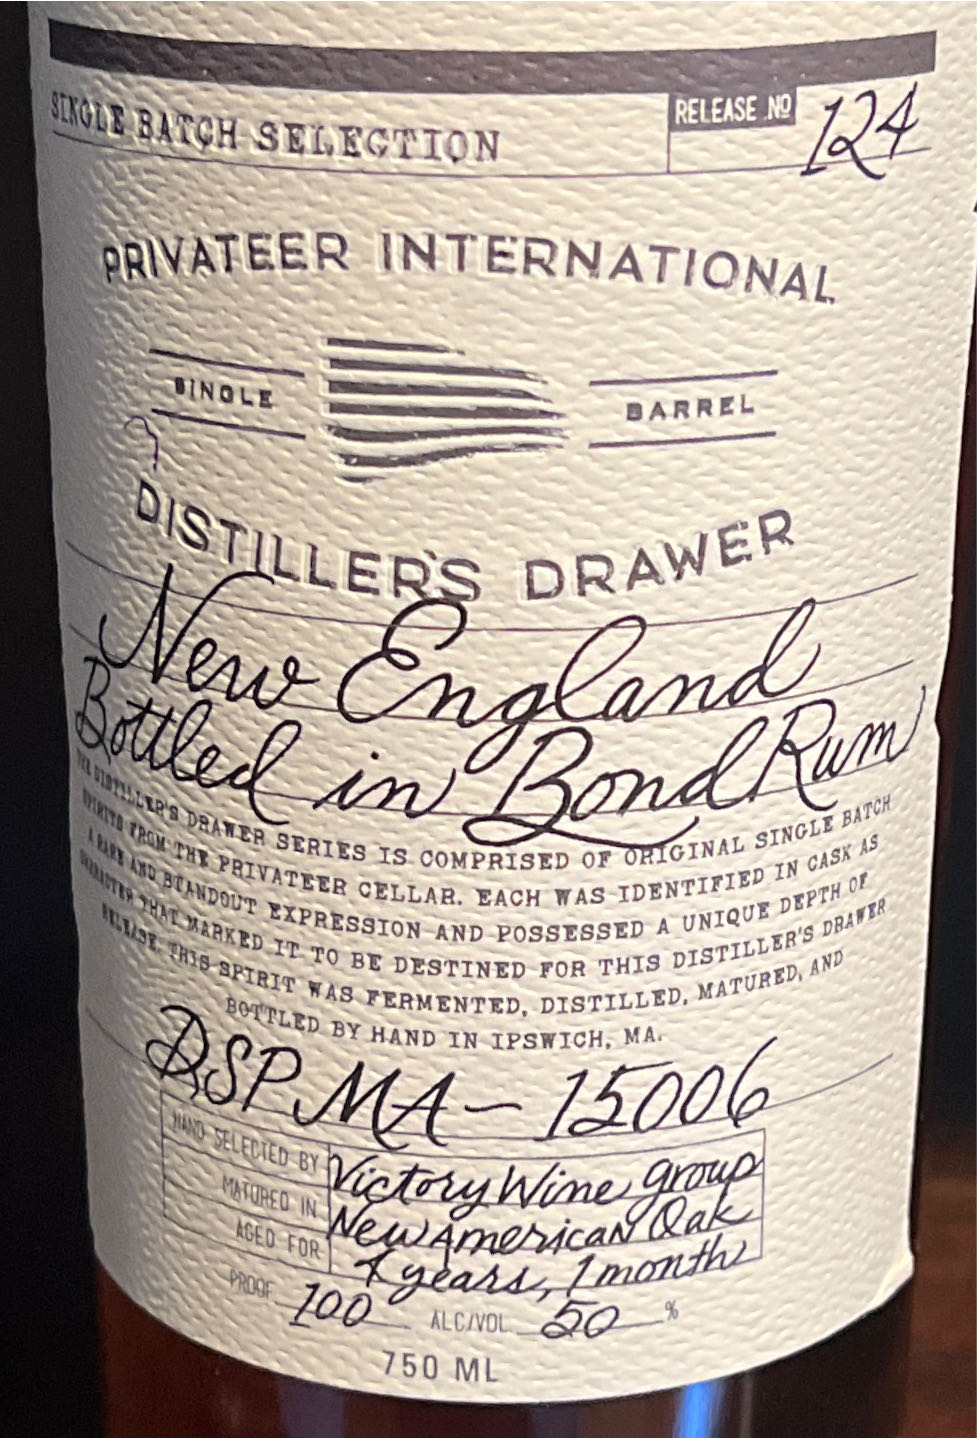 SINGLE BATCH SELECTION
RELEASE Nº 124
PRIVATEER INTERNATIONAL
SINGLE BARREL
DISTILLER'S DRAWER
New England
Bottled in Bond Rum
THE DISTILLER'S DRAWER SERIES IS COMPRISED OF ORIGINAL SINGLE BATCH
SPIRITS FROM THE PRIVATEER CELLAR. EACH WAS IDENTIFIED IN CASK AS
A RARE AND STANDOUT EXPRESSION AND POSSESSED A UNIQUE DEPTH OF
CHARACTER THAT MARKED IT TO BE DESTINED FOR THIS DISTILLER'S DRAWER
RELEASE. THIS SPIRIT WAS FERMENTED, DISTILLED, MATURED, AND
BOTTLED BY HAND IN IPSWICH, MA.
DSP MA-15006
HAND SELECTED BY Victory Wine group
MATURED IN New American Oak
AGED FOR years, 1 month
PROOF 100 ALC/VOL 50 %
750 ML